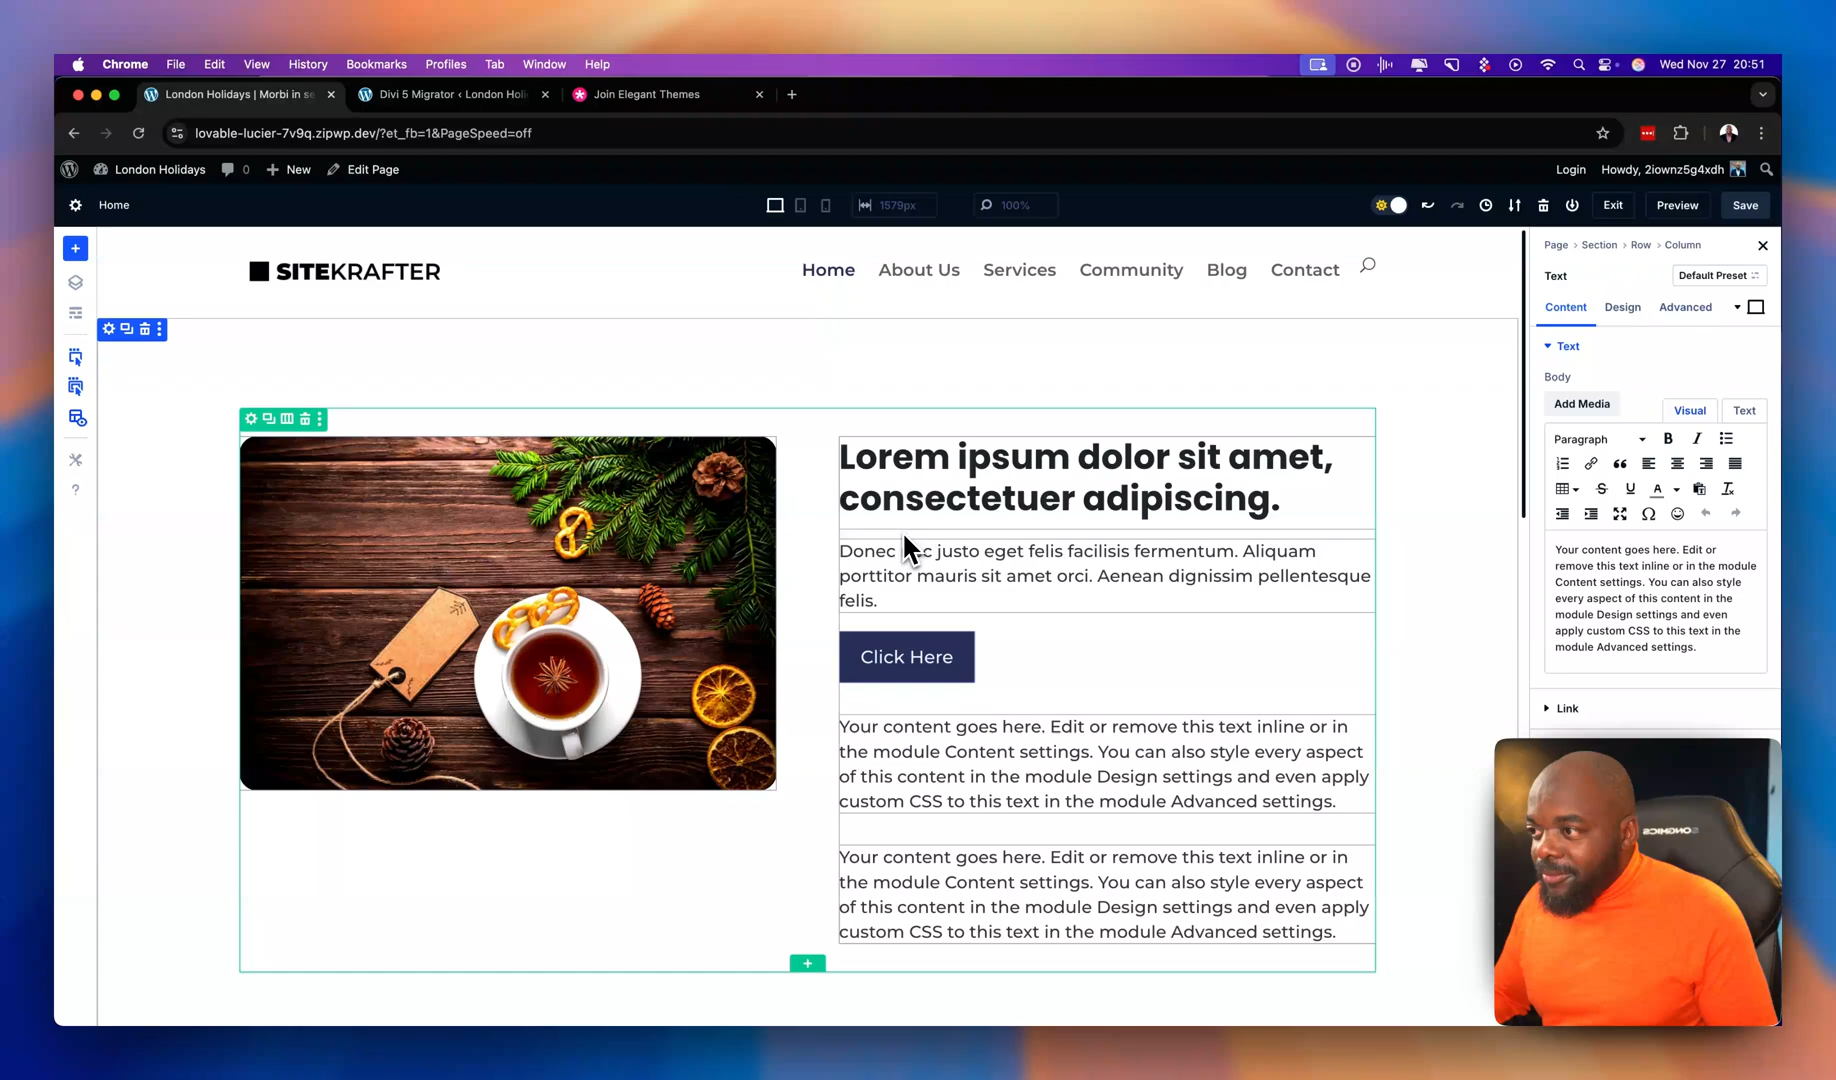 Chrome File Edit View History Bookmarks Profiles Tab Window Help
Wed Nov 27 20:51
London Holidays | Morbi in se
Divi 5 Migrator ‹ London Holi
Join Elegant Themes
lovable-lucier-7v9q.zipwp.dev/?et_fb=1&PageSpeed=off
London Holidays 0 New Edit Page
Login Howdy, 2iownz5g4xdh
Home
1579px
100%
Exit Preview Save
SITEKRAFTER
Home About Us Services Community Blog Contact
Lorem ipsum dolor sit amet,
consectetuer adipiscing.
Donec justo eget felis facilisis fermentum. Aliquam
porttitor mauris sit amet orci. Aenean dignissim pellentesque
felis.
Click Here
Your content goes here. Edit or remove this text inline or in
the module Content settings. You can also style every aspect
of this content in the module Design settings and even apply
custom CSS to this text in the module Advanced settings.
Your content goes here. Edit or remove this text inline or in
the module Content settings. You can also style every aspect
of this content in the module Design settings and even apply
custom CSS to this text in the module Advanced settings.
Page > Section > Row > Column
Text
Default Preset
Content Design Advanced
Text
Body
Add Media
Visual Text
Paragraph
Your content goes here. Edit or
remove this text inline or in the module
Content settings. You can also style
every aspect of this content in the
module Design settings and even
apply custom CSS to this text in the
module Advanced settings.
Link